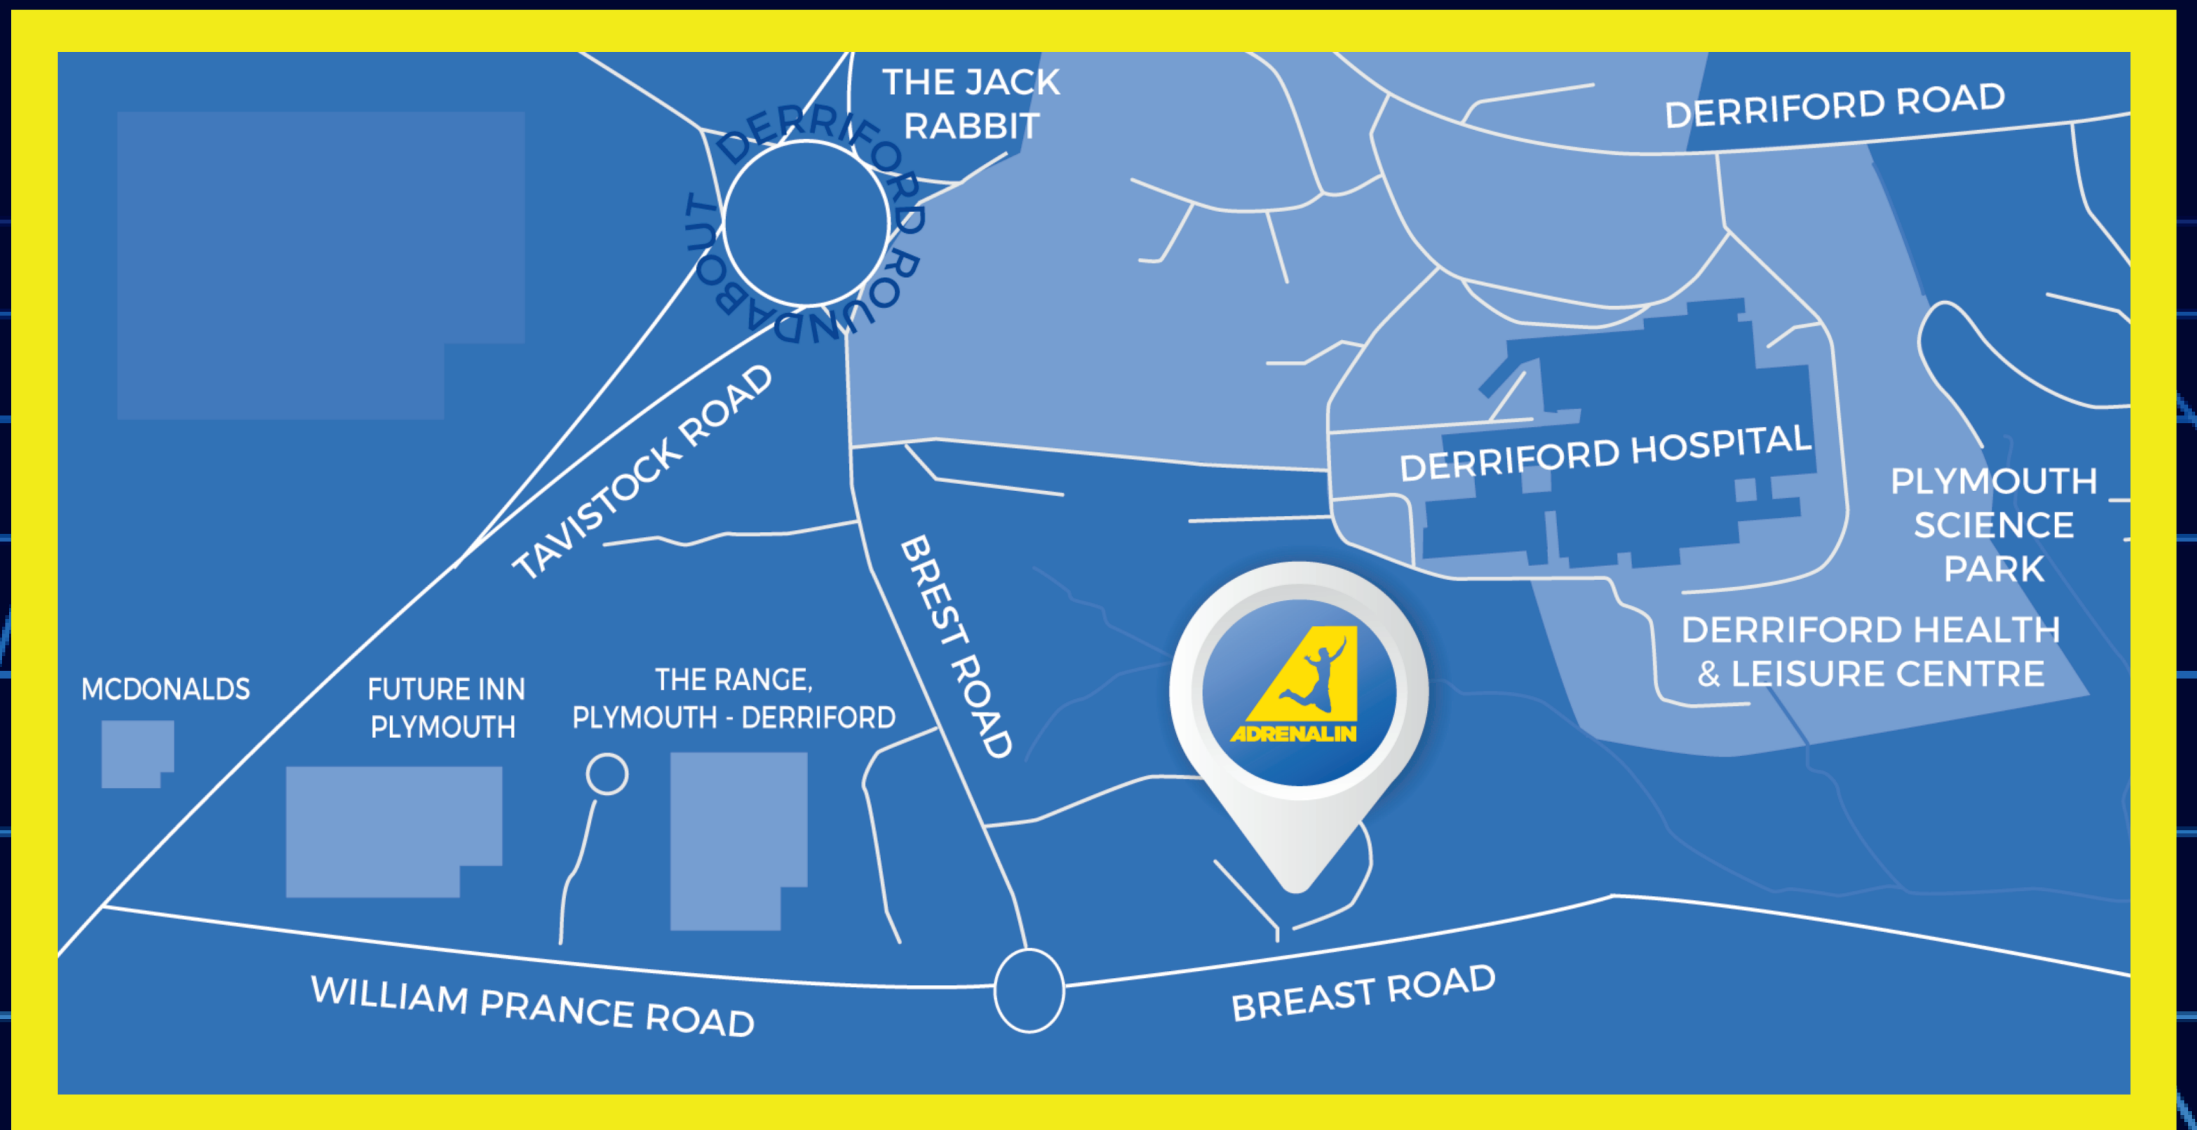 THE JACK
RABBIT
DERRIFORD ROAD
DERRIFORD ROUNDABOUT
TAVISTOCK ROAD
DERRIFORD HOSPITAL
PLYMOUTH
SCIENCE
PARK
BREST ROAD
DERRIFORD HEALTH
& LEISURE CENTRE
MCDONALDS
FUTURE INN
PLYMOUTH
THE RANGE,
PLYMOUTH - DERRIFORD
ADRENALIN
WILLIAM PRANCE ROAD
BREAST ROAD